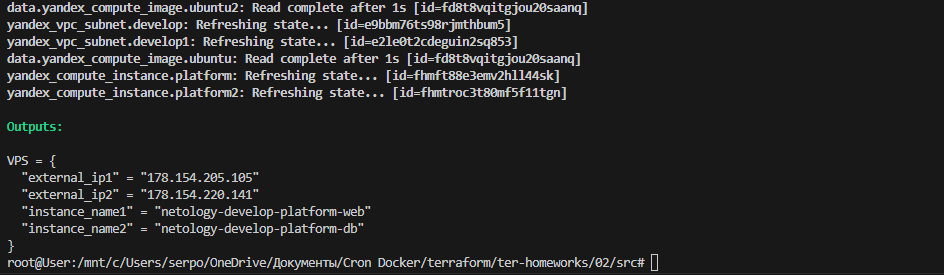 data.yandex_compute_image.ubuntu2: Read complete after 1s [id=fd8t8vqitgjou20saanq]
yandex_vpc_subnet.develop: Refreshing state... [id=e9bbm76ts98rjmthbum5]
yandex_vpc_subnet.develop1: Refreshing state... [id=e2le0t2cdeguin2sq853]
data.yandex_compute_image.ubuntu: Read complete after 1s [id=fd8t8vqitgjou20saanq]
yandex_compute_instance.platform: Refreshing state... [id=fhmft88e3emv2hll44sk]
yandex_compute_instance.platform2: Refreshing state... [id=fhmtroc3t80mf5f11tgn]
Outputs:
VPS = {
  "external_ip1" = "178.154.205.105"
  "external_ip2" = "178.154.220.141"
  "instance_name1" = "netology-develop-platform-web"
  "instance_name2" = "netology-develop-platform-db"
}
root@User:/mnt/c/Users/serpo/OneDrive/Документы/Cron Docker/terraform/ter-homeworks/02/src#